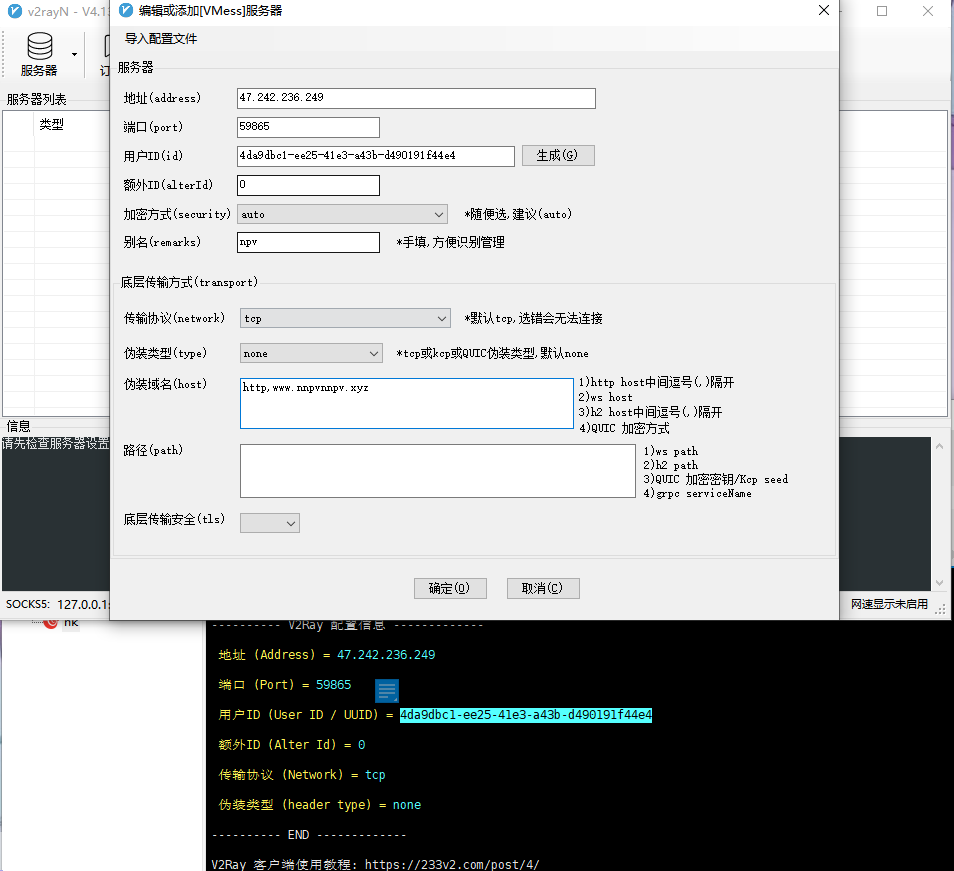 v2rayN - V4.1
服务器
订
服务器列表
类型
编辑或添加[VMess]服务器
导入配置文件
服务器
地址(address) 47.242.236.249
端口(port) 59865
用户ID(id) 4da9dbc1-ee25-41e3-a43b-d490191f44e4 生成(G)
额外ID(alterId) 0
加密方式(security) auto *随便选,建议(auto)
别名(remarks) npv *手填,方便识别管理
底层传输方式(transport)
传输协议(network) tcp *默认tcp,选错会无法连接
伪装类型(type) none *tcp或kcp或QUIC伪装类型,默认none
伪装域名(host) http,www.nnpvnnpv.xyz
1)http host中间逗号(,)隔开
2)ws host
3)h2 host中间逗号(,)隔开
4)QUIC 加密方式
路径(path)
1)ws path
2)h2 path
3)QUIC 加密密钥/Kcp seed
4)grpc serviceName
底层传输安全(tls)
确定(O) 取消(C)
信息
请先检查服务器设置
SOCKS5: 127.0.0.1: 网速显示未启用
hk
---------- V2Ray 配置信息 -------------
地址 (Address) = 47.242.236.249
端口 (Port) = 59865
用户ID (User ID / UUID) = 4da9dbc1-ee25-41e3-a43b-d490191f44e4
额外ID (Alter Id) = 0
传输协议 (Network) = tcp
伪装类型 (header type) = none
---------- END -------------
V2Ray 客户端使用教程: https://233v2.com/post/4/